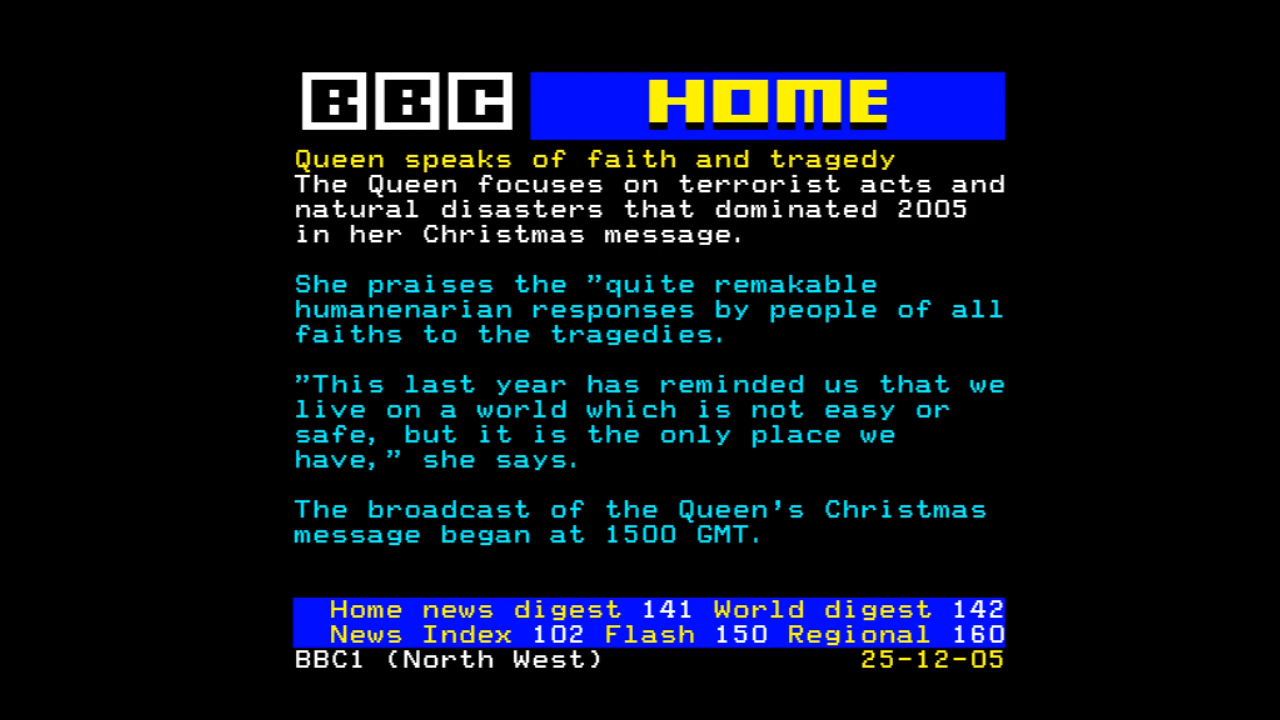 BBC HOME
Queen speaks of faith and tragedy
The Queen focuses on terrorist acts and
natural disasters that dominated 2005
in her Christmas message.
She praises the "quite remakable
humanenarian responses by people of all
faiths to the tragedies.
"This last year has reminded us that we
live on a world which is not easy or
safe, but it is the only place we
have," she says.
The broadcast of the Queen's Christmas
message began at 1500 GMT.
Home news digest 141 World digest 142
News Index 102 Flash 150 Regional 160
BBC1 (North West) 25-12-05